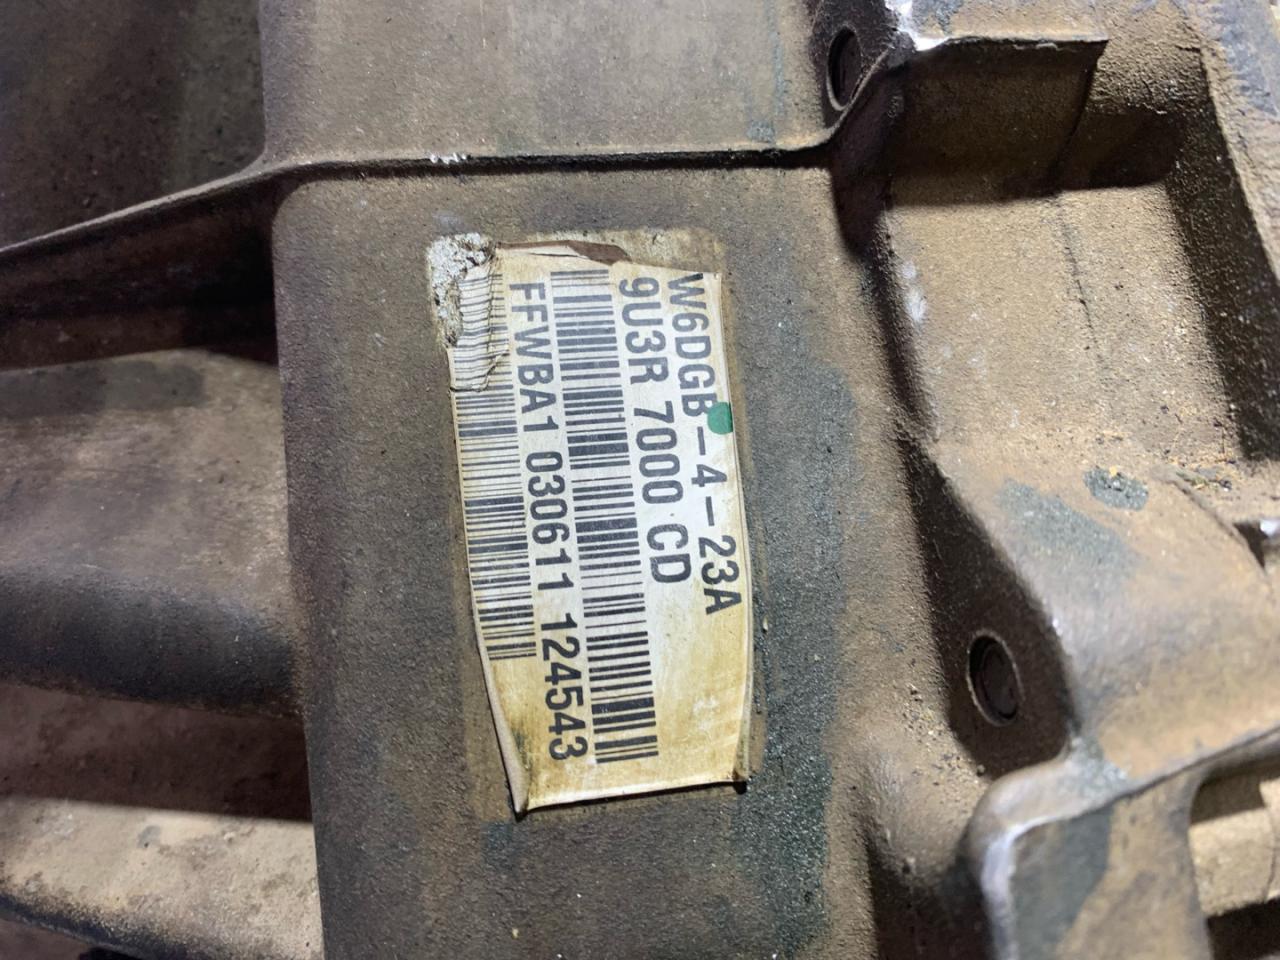 W6DGB-4-23A
9U3R 7000 CD
FFWBA1 030611 124543